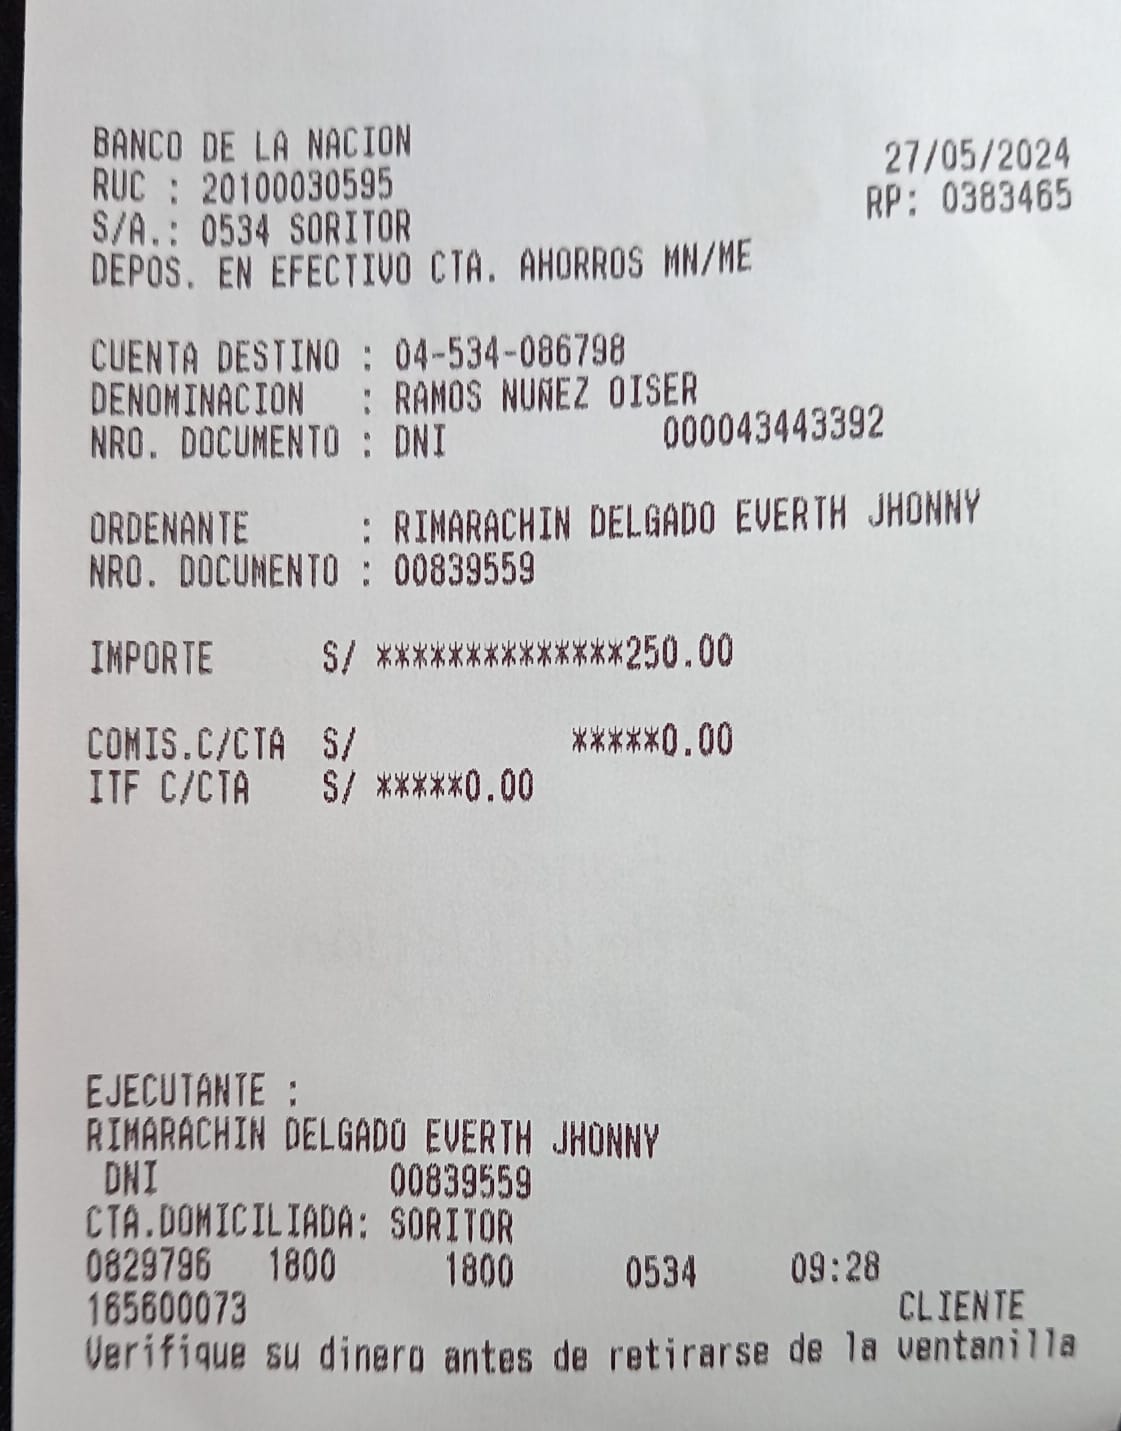 BANCO DE LA NACION
27/05/2024
RUC : 20100030595
RP: 0383465
S/A.: 0534 SORITOR
DEPOS. EN EFECTIVO CTA. AHORROS MN/ME
CUENTA DESTINO : 04-534-086798
DENOMINACION : RAMOS NUÑEZ OISER
NRO. DOCUMENTO : DNI 000043443392
ORDENANTE : RIMARACHIN DELGADO EVERTH JHONNY
NRO. DOCUMENTO : 00839559
IMPORTE S/ **************250.00
COMIS.C/CTA S/ *****0.00
ITF C/CTA S/ *****0.00
EJECUTANTE :
RIMARACHIN DELGADO EVERTH JHONNY
DNI 00839559
CTA.DOMICILIADA: SORITOR
0829796 1800 1800 0534 09:28
165600073 CLIENTE
Verifique su dinero antes de retirarse de la ventanilla